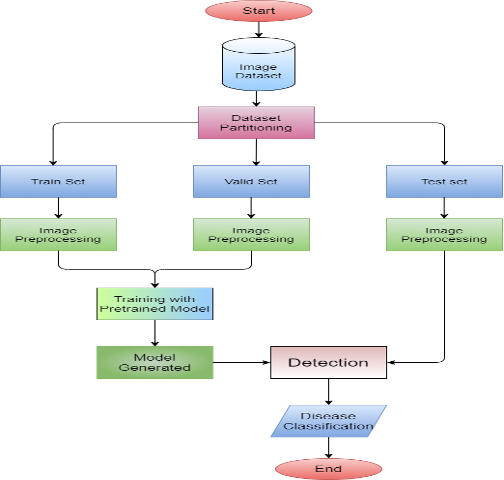 Start
Image
Dataset
Dataset
Partitioning
Train Set
Valid Set
Test set
Image
Preprocessing
Image
Preprocessing
Image
Preprocessing
Training with
Pretrained Model
Model
Generated
Detection
Disease
Classification
End